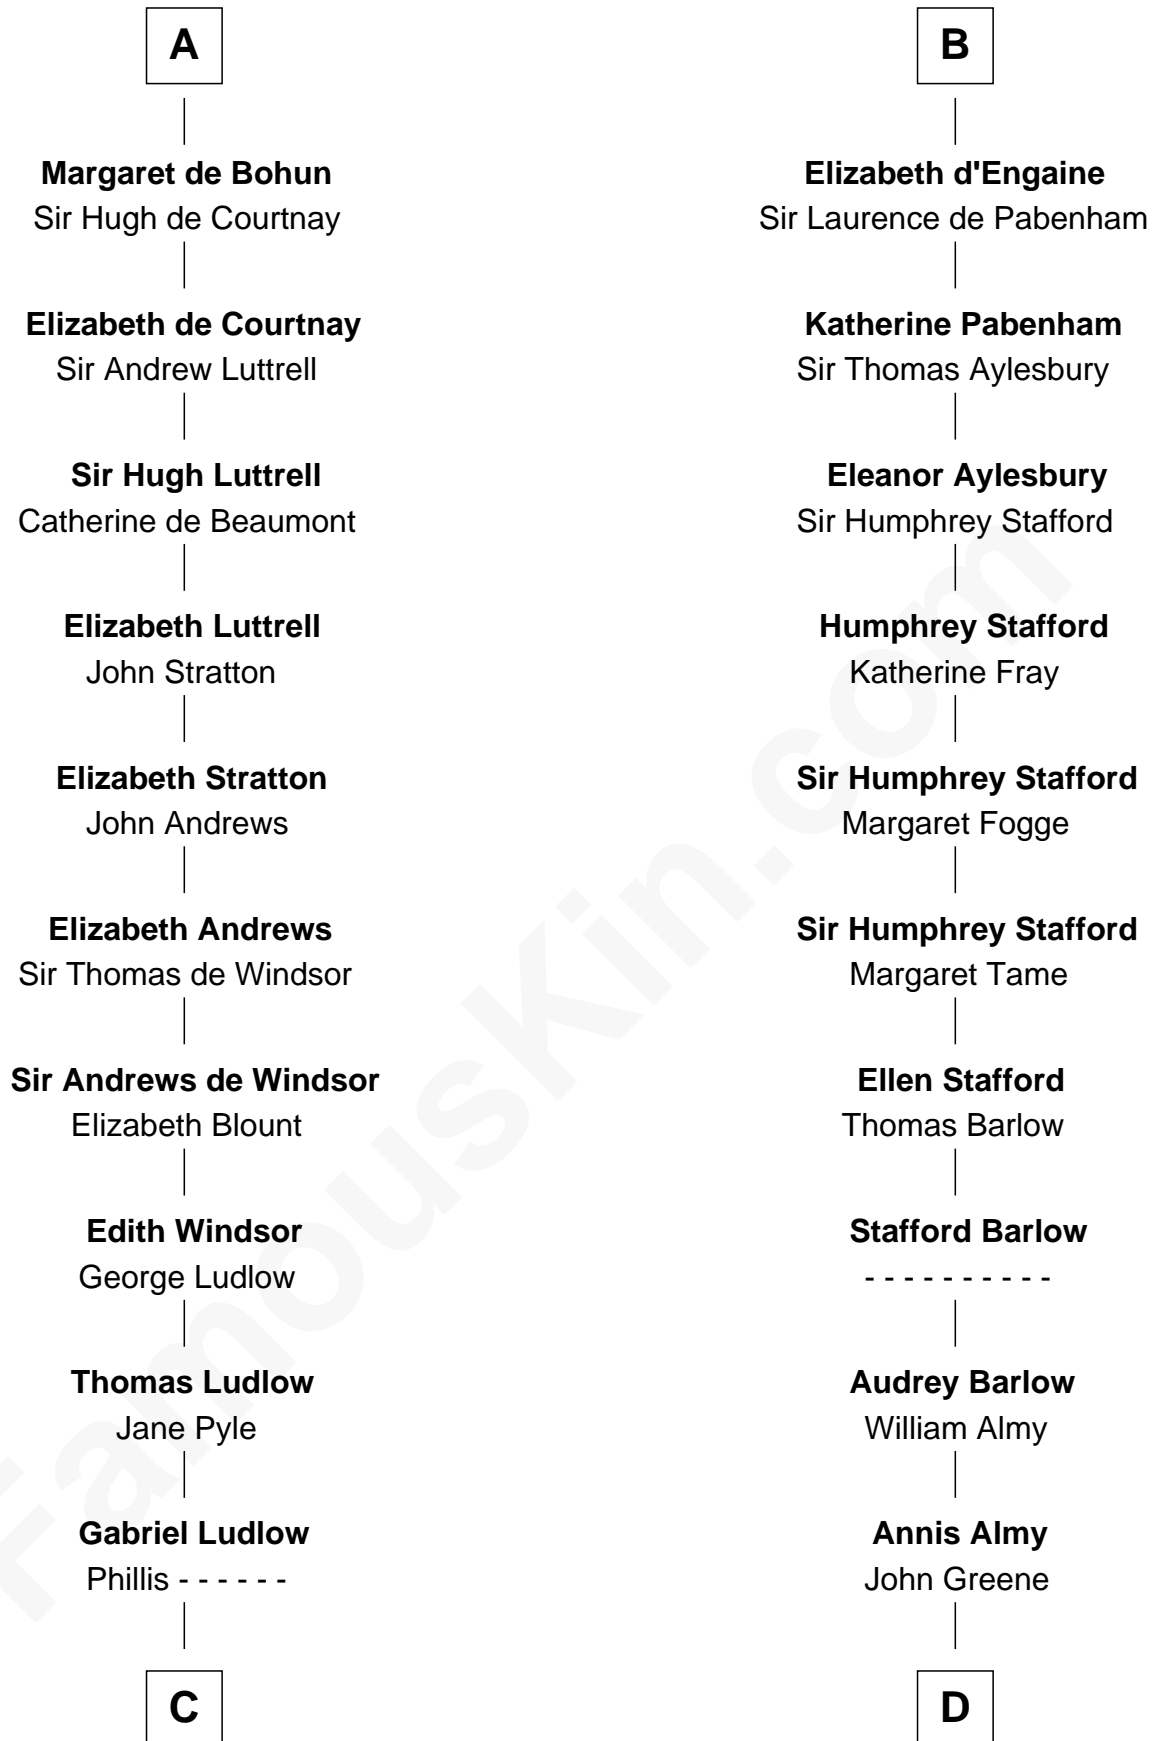 A
Margaret de Bohun
Sir Hugh de Courtnay
Elizabeth de Courtnay
Sir Andrew Luttrell
Sir Hugh Luttrell
Catherine de Beaumont
Elizabeth Luttrell
John Stratton
Elizabeth Stratton
John Andrews
Elizabeth Andrews
Sir Thomas de Windsor
Sir Andrews de Windsor
Elizabeth Blount
Edith Windsor
George Ludlow
Thomas Ludlow
Jane Pyle
Gabriel Ludlow
Phillis - - - - - -
C
B
Elizabeth d'Engaine
Sir Laurence de Pabenham
Katherine Pabenham
Sir Thomas Aylesbury
Eleanor Aylesbury
Sir Humphrey Stafford
Humphrey Stafford
Katherine Fray
Sir Humphrey Stafford
Margaret Fogge
Sir Humphrey Stafford
Margaret Tame
Ellen Stafford
Thomas Barlow
Stafford Barlow
- - - - - - - - - -
Audrey Barlow
William Almy
Annis Almy
John Greene
D
FamousKin.com